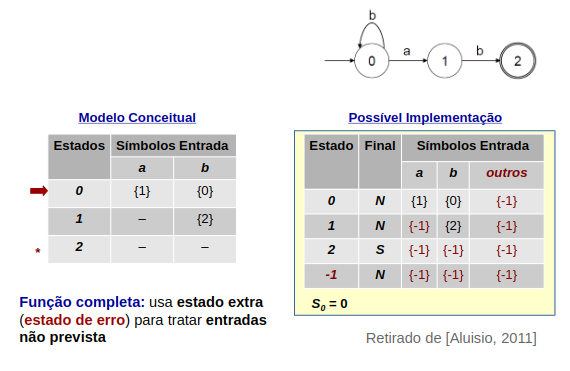 b
0 a 1 b 2
Modelo Conceitual
Estados Símbolos Entrada
a b
0 {1} {0}
1 – {2}
* 2 – –
Possível Implementação
Estado Final Símbolos Entrada
a b outros
0 N {1} {0} {-1}
1 N {-1} {2} {-1}
2 S {-1} {-1} {-1}
-1 N {-1} {-1} {-1}
S0 = 0
Função completa: usa estado extra
(estado de erro) para tratar entradas
não prevista
Retirado de [Aluisio, 2011]